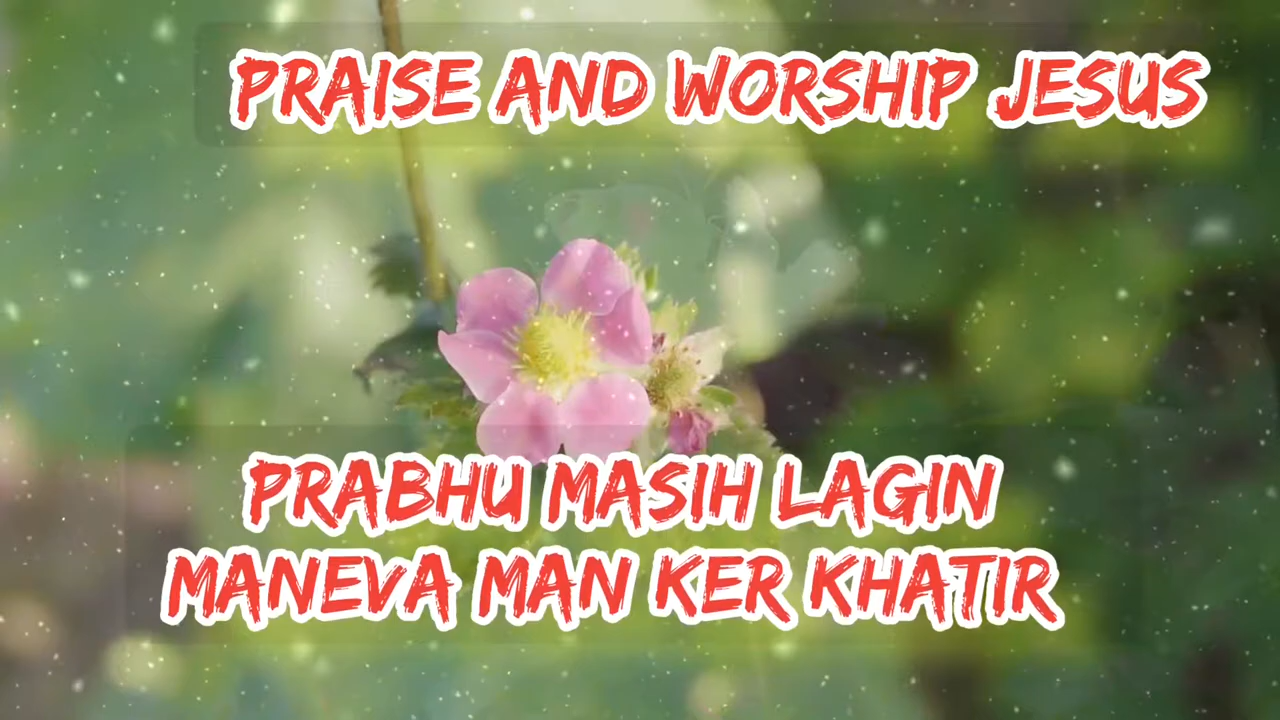 PRAISE AND WORSHIP JESUS
PRABHU MASIH LAGIN
MANEVA MAN KER KHATIR